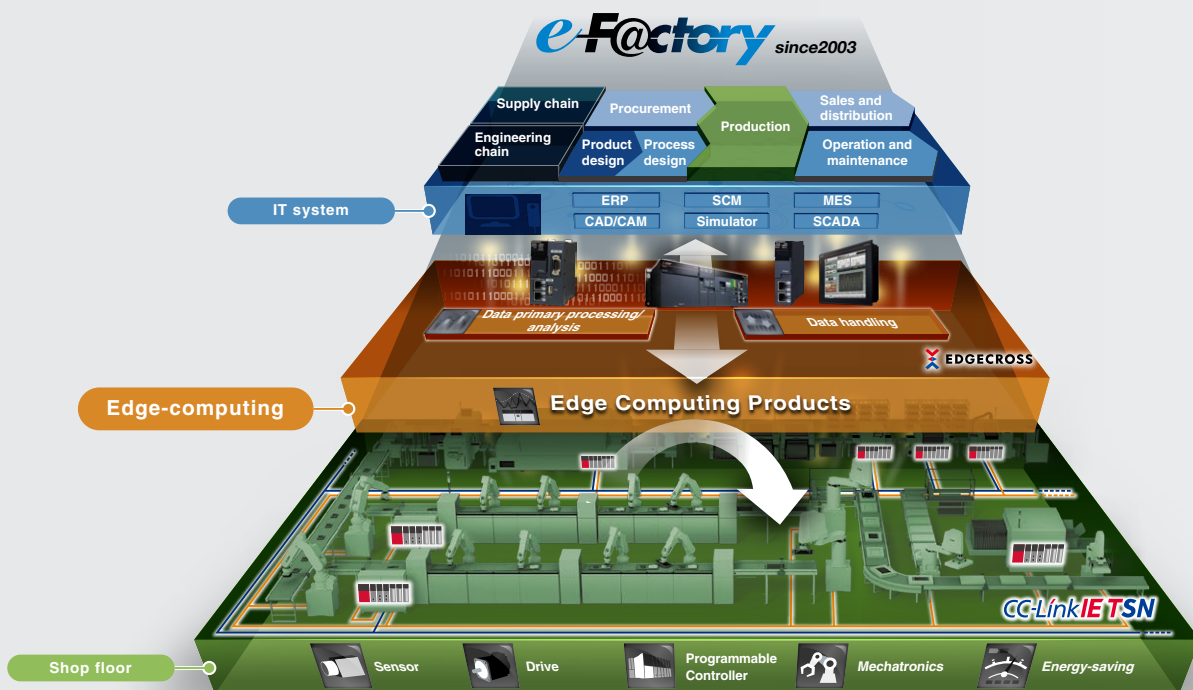 e-F@ctory since2003
Supply chain
Procurement
Production
Sales and
distribution
Engineering
chain
Product
design
Process
design
Operation and
maintenance
IT system
ERP
SCM
MES
CAD/CAM
Simulator
SCADA
Data primary processing/
analysis
Data handling
EDGECROSS
Edge-computing
Edge Computing Products
CC-Link IE TSN
Shop floor
Sensor
Drive
Programmable
Controller
Mechatronics
Energy-saving